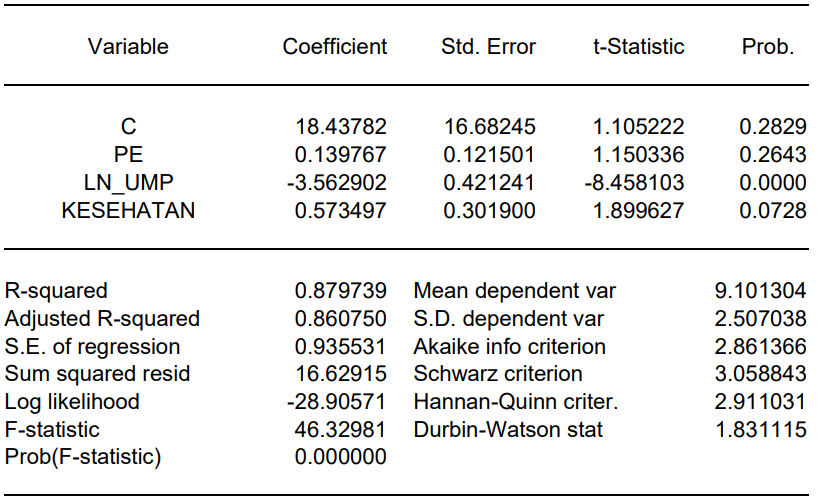 Variable Coefficient Std. Error t-Statistic Prob.
C 18.43782 16.68245 1.105222 0.2829
PE 0.139767 0.121501 1.150336 0.2643
LN_UMP -3.562902 0.421241 -8.458103 0.0000
KESEHATAN 0.573497 0.301900 1.899627 0.0728
R-squared 0.879739 Mean dependent var 9.101304
Adjusted R-squared 0.860750 S.D. dependent var 2.507038
S.E. of regression 0.935531 Akaike info criterion 2.861366
Sum squared resid 16.62915 Schwarz criterion 3.058843
Log likelihood -28.90571 Hannan-Quinn criter. 2.911031
F-statistic 46.32981 Durbin-Watson stat 1.831115
Prob(F-statistic) 0.000000